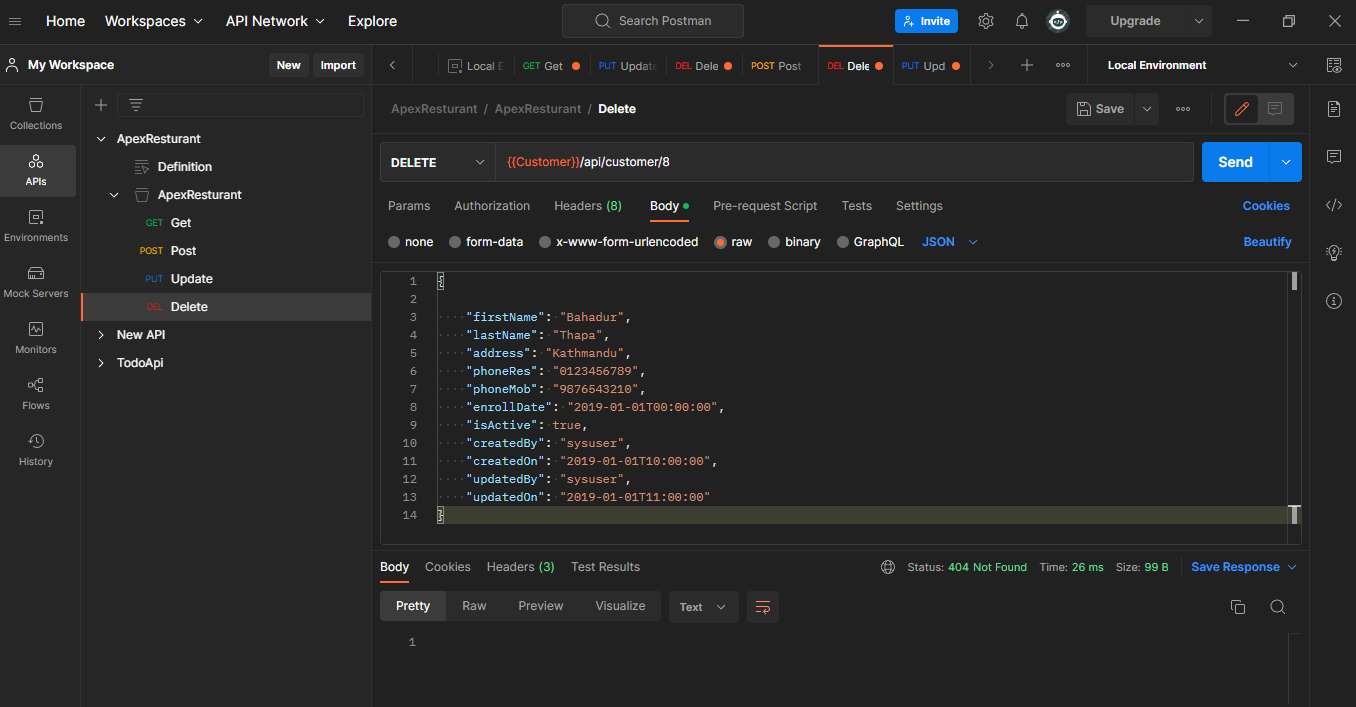 Home Workspaces API Network Explore Search Postman Invite Upgrade
My Workspace New Import Local E GET Get PUT Update DEL Dele POST Post DEL Dele PUT Upd Local Environment
Collections
APIs
Environments
Mock Servers
Monitors
Flows
History
ApexResturant
Definition
ApexResturant
GET Get
POST Post
PUT Update
DEL Delete
New API
TodoApi
ApexResturant / ApexResturant / Delete Save
DELETE {{Customer}}/api/customer/8 Send
Params Authorization Headers (8) Body Pre-request Script Tests Settings Cookies
none form-data x-www-form-urlencoded raw binary GraphQL JSON Beautify
1 {
2
3 "firstName": "Bahadur",
4 "lastName": "Thapa",
5 "address": "Kathmandu",
6 "phoneRes": "0123456789",
7 "phoneMob": "9876543210",
8 "enrollDate": "2019-01-01T00:00:00",
9 "isActive": true,
10 "createdBy": "sysuser",
11 "createdOn": "2019-01-01T10:00:00",
12 "updatedBy": "sysuser",
13 "updatedOn": "2019-01-01T11:00:00"
14 }
Body Cookies Headers (3) Test Results Status: 404 Not Found Time: 26 ms Size: 99 B Save Response
Pretty Raw Preview Visualize Text
1